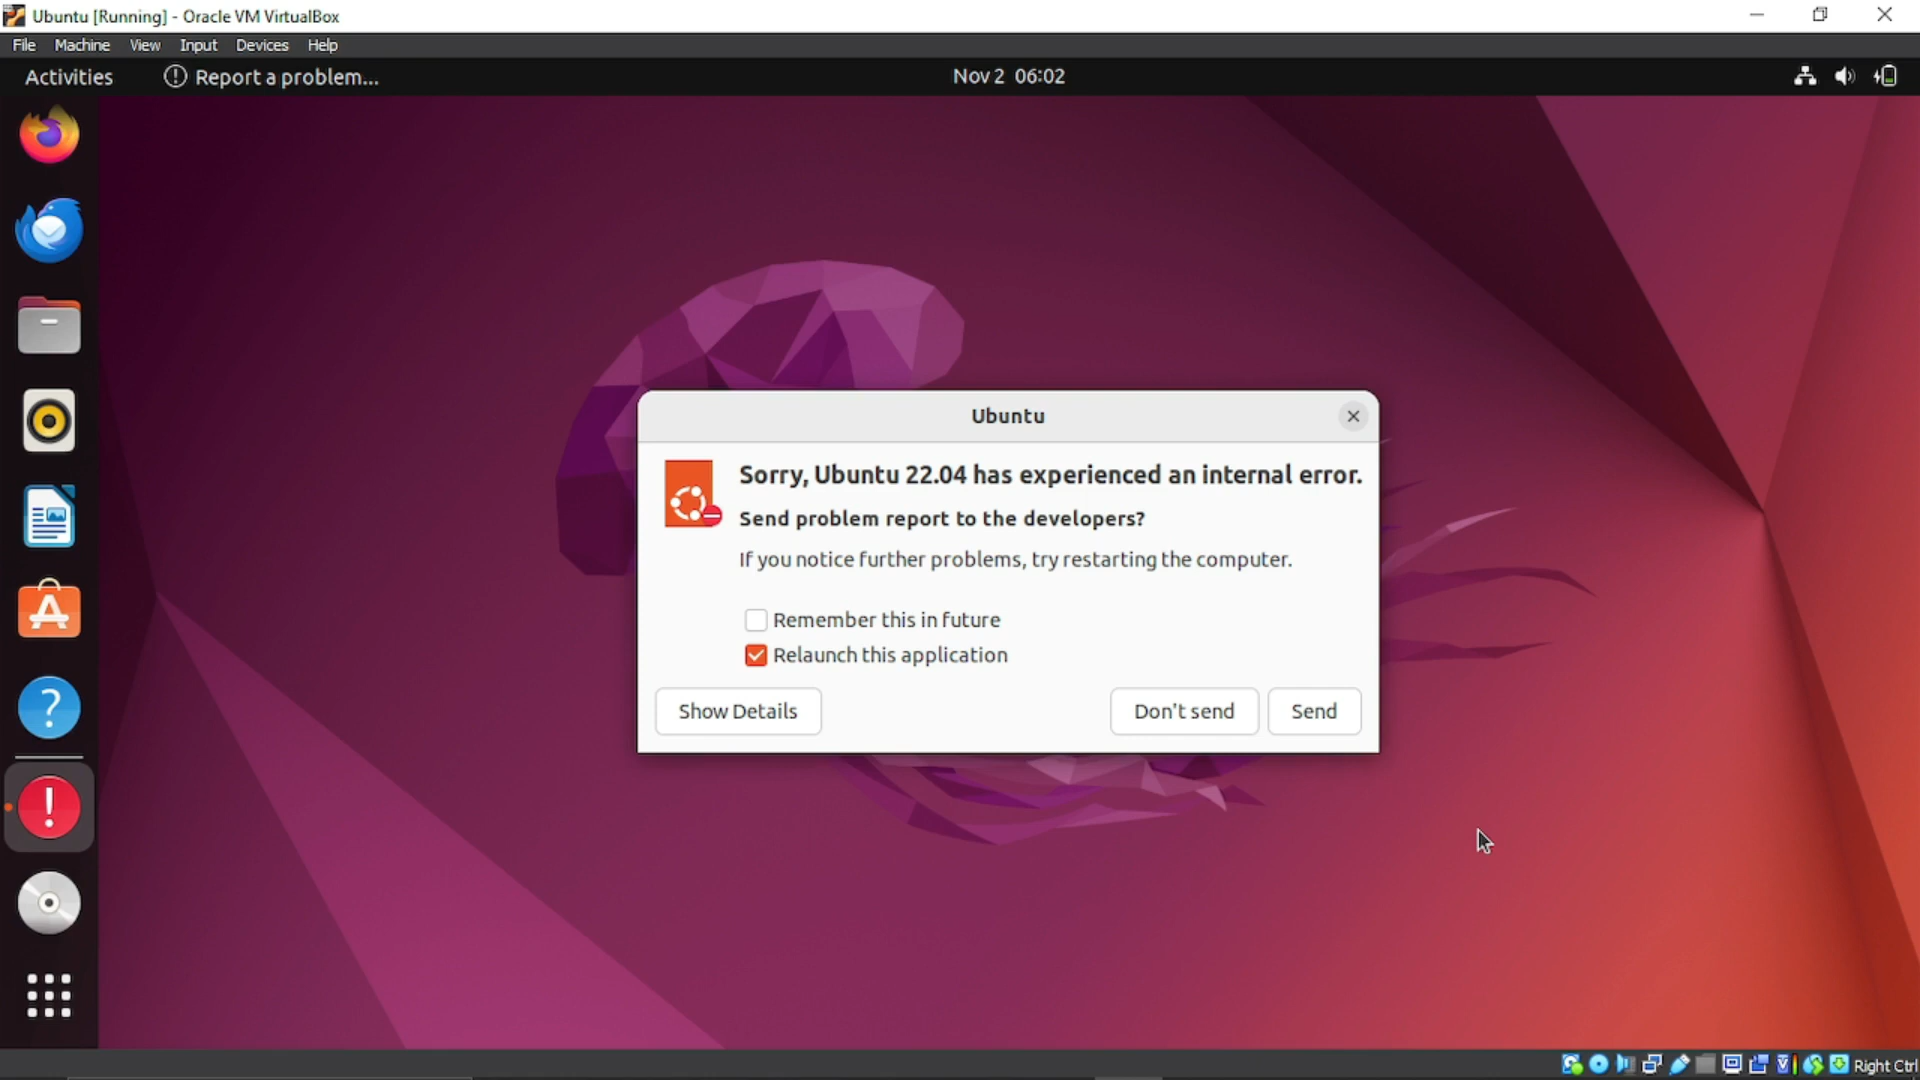 Ubuntu [Running] - Oracle VM VirtualBox
File Machine View Input Devices Help
Activities Report a problem... Nov 2 06:02
Ubuntu
Sorry, Ubuntu 22.04 has experienced an internal error.
Send problem report to the developers?
If you notice further problems, try restarting the computer.
Remember this in future
Relaunch this application
Show Details Don't send Send
Right Ctrl